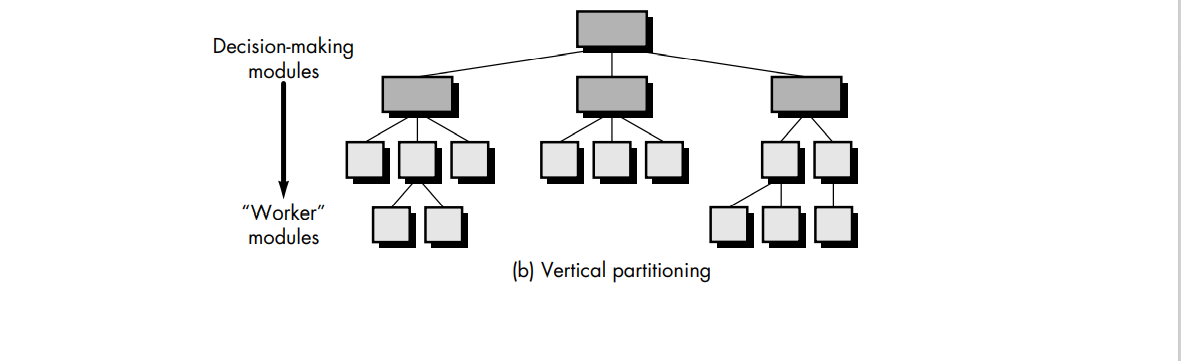 Decision-making
modules
“Worker”
modules
(b) Vertical partitioning